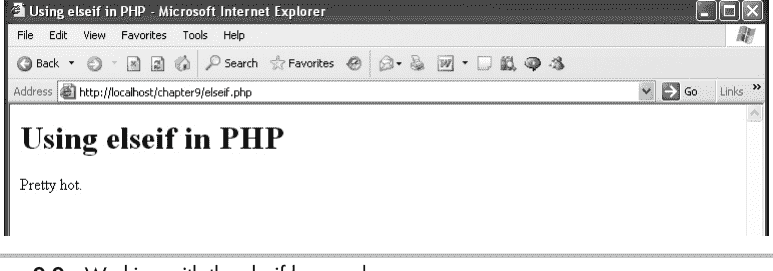 Using elseif in PHP - Microsoft Internet Explorer
File Edit View Favorites Tools Help
Back Search Favorites
Address http://localhost/chapter9/elseif.php Go Links »
Using elseif in PHP
Pretty hot.